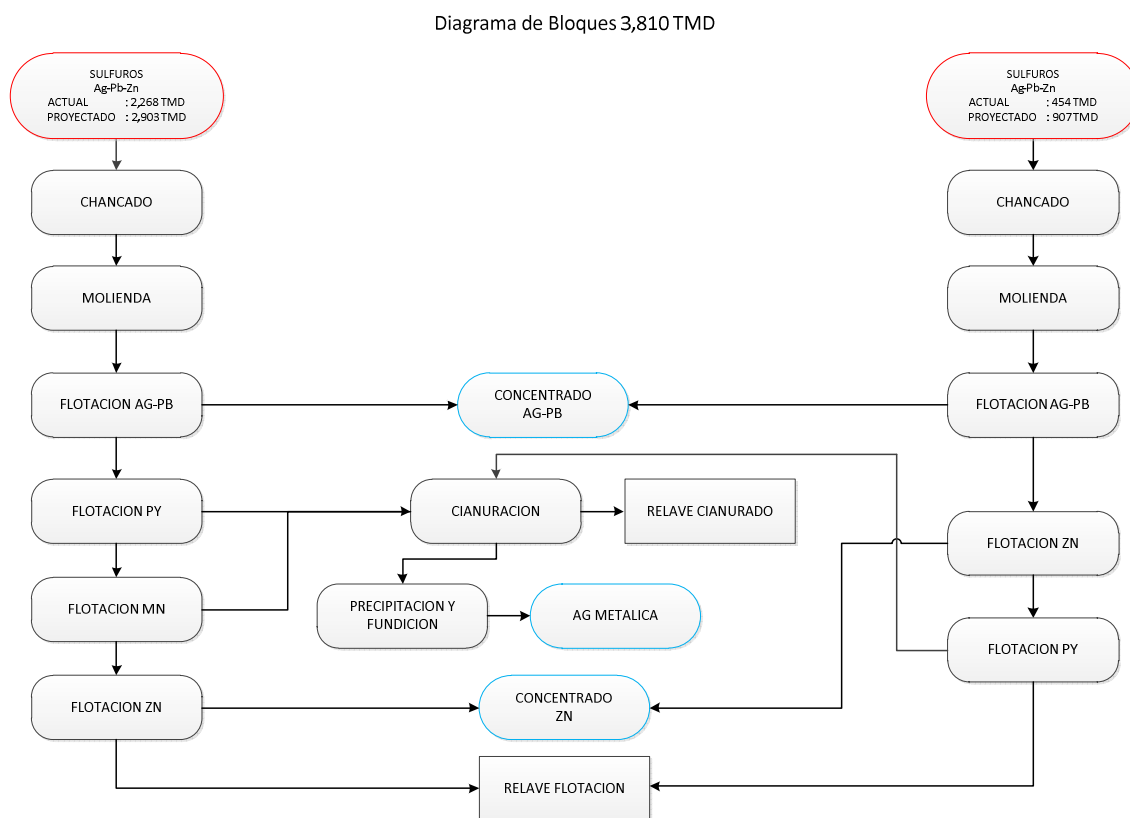 Diagrama de Bloques 3,810 TMD
SULFUROS
Ag-Pb-Zn
ACTUAL : 2,268 TMD
PROYECTADO : 2,903 TMD
SULFUROS
Ag-Pb-Zn
ACTUAL : 454 TMD
PROYECTADO : 907 TMD
CHANCADO
CHANCADO
MOLIENDA
MOLIENDA
FLOTACION AG-PB
CONCENTRADO
AG-PB
FLOTACION AG-PB
FLOTACION PY
CIANURACION
RELAVE CIANURADO
FLOTACION ZN
FLOTACION MN
PRECIPITACION Y
FUNDICION
AG METALICA
FLOTACION PY
FLOTACION ZN
CONCENTRADO
ZN
RELAVE FLOTACION